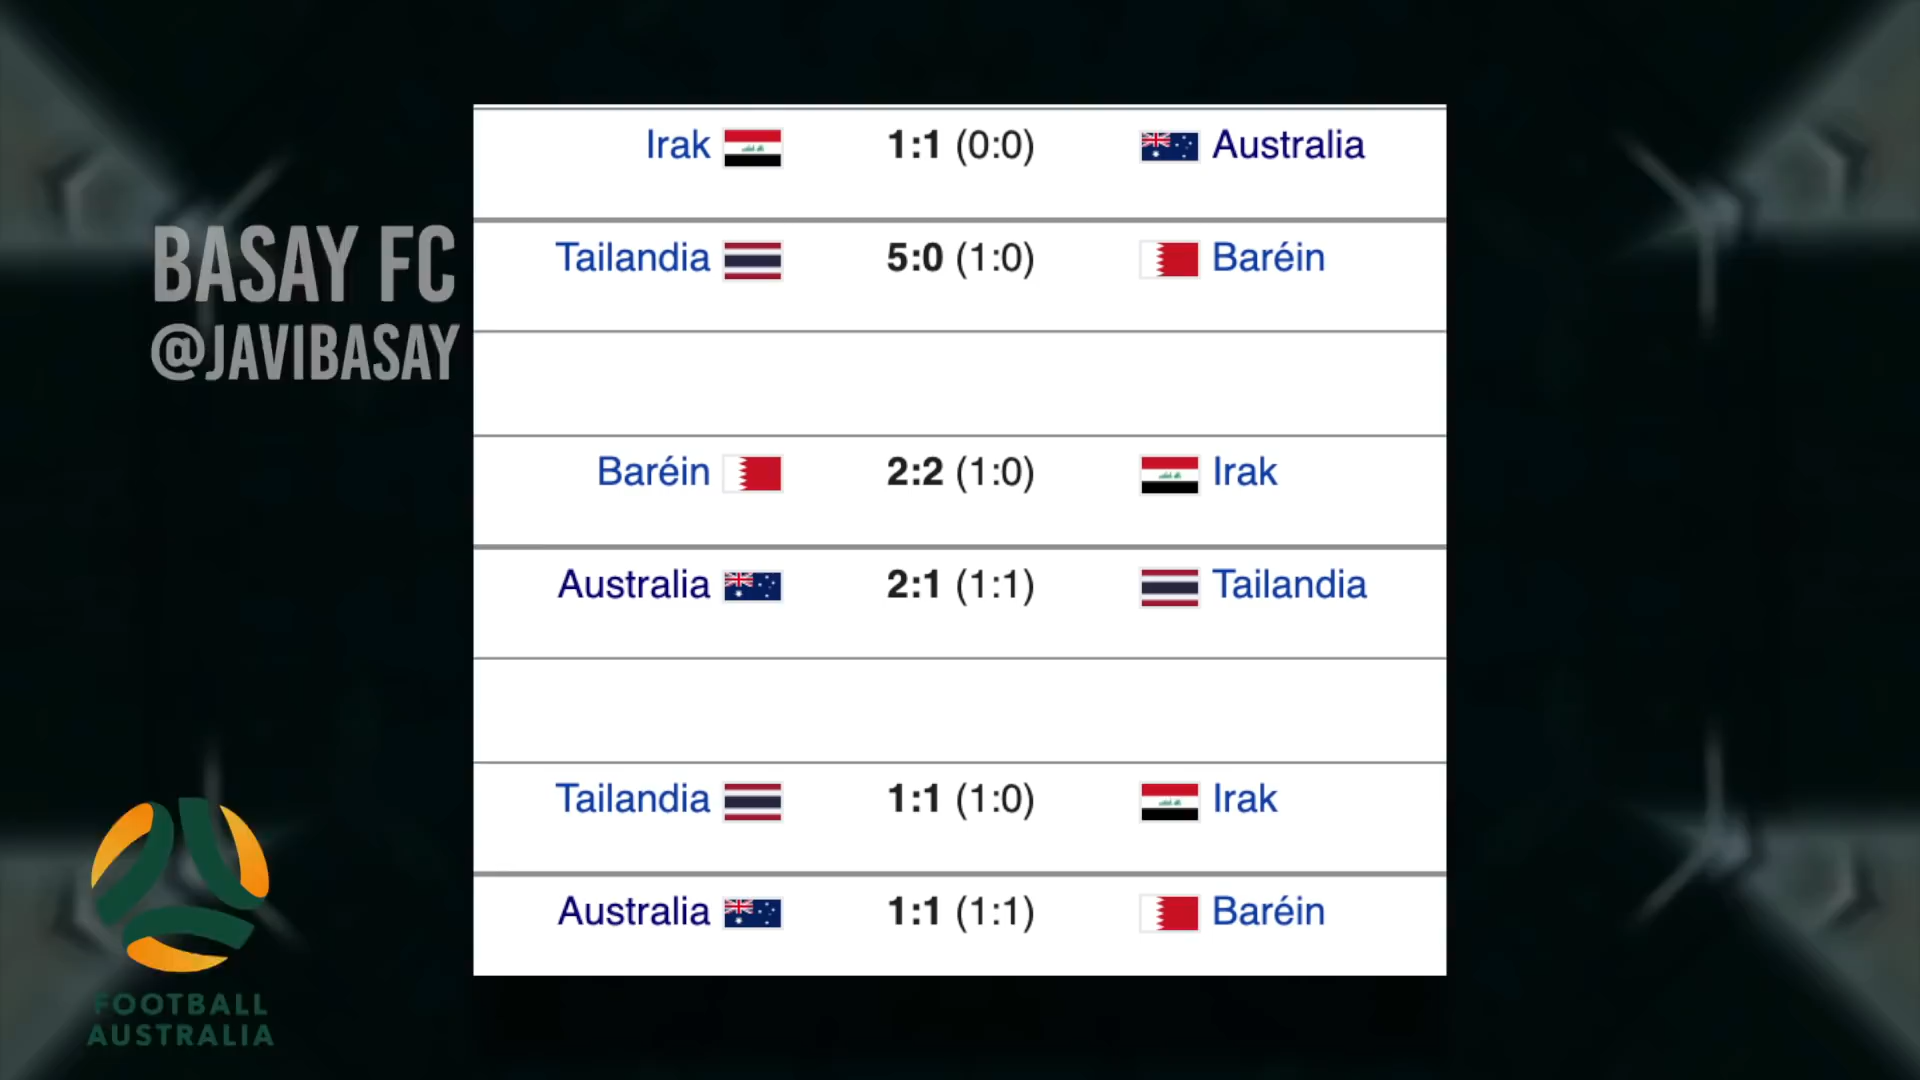 Irak 1:1 (0:0) Australia
Tailandia 5:0 (1:0) Baréin
BASAY FC
@JAVIBASAY
Baréin 2:2 (1:0) Irak
Australia 2:1 (1:1) Tailandia
Tailandia 1:1 (1:0) Irak
Australia 1:1 (1:1) Baréin
FOOTBALL
AUSTRALIA